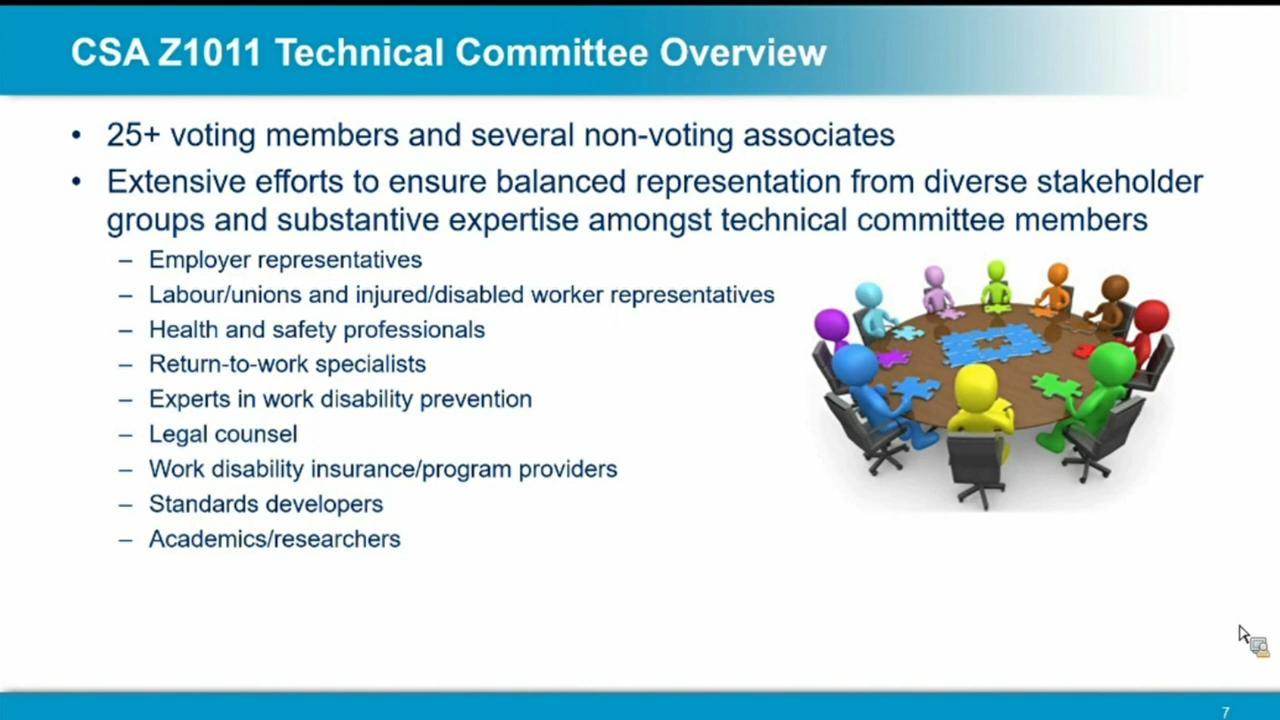 CSA Z1011 Technical Committee Overview
• 25+ voting members and several non-voting associates
• Extensive efforts to ensure balanced representation from diverse stakeholder
groups and substantive expertise amongst technical committee members
– Employer representatives
– Labour/unions and injured/disabled worker representatives
– Health and safety professionals
– Return-to-work specialists
– Experts in work disability prevention
– Legal counsel
– Work disability insurance/program providers
– Standards developers
– Academics/researchers
7